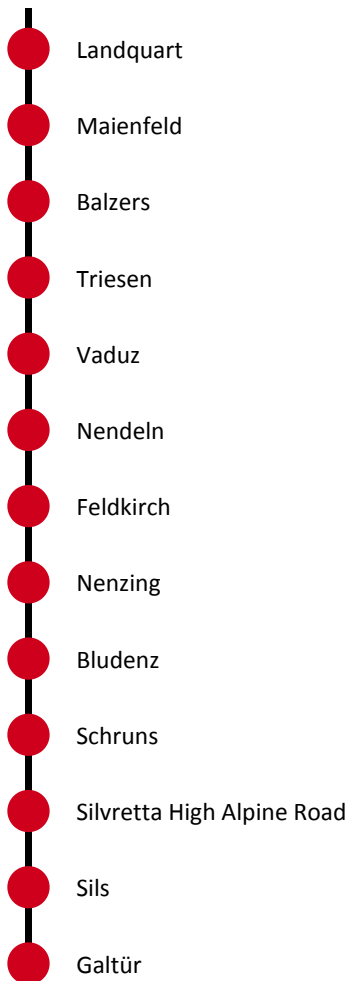 Landquart
Maienfeld
Balzers
Triesen
Vaduz
Nendeln
Feldkirch
Nenzing
Bludenz
Schruns
Silvretta High Alpine Road
Sils
Galtür